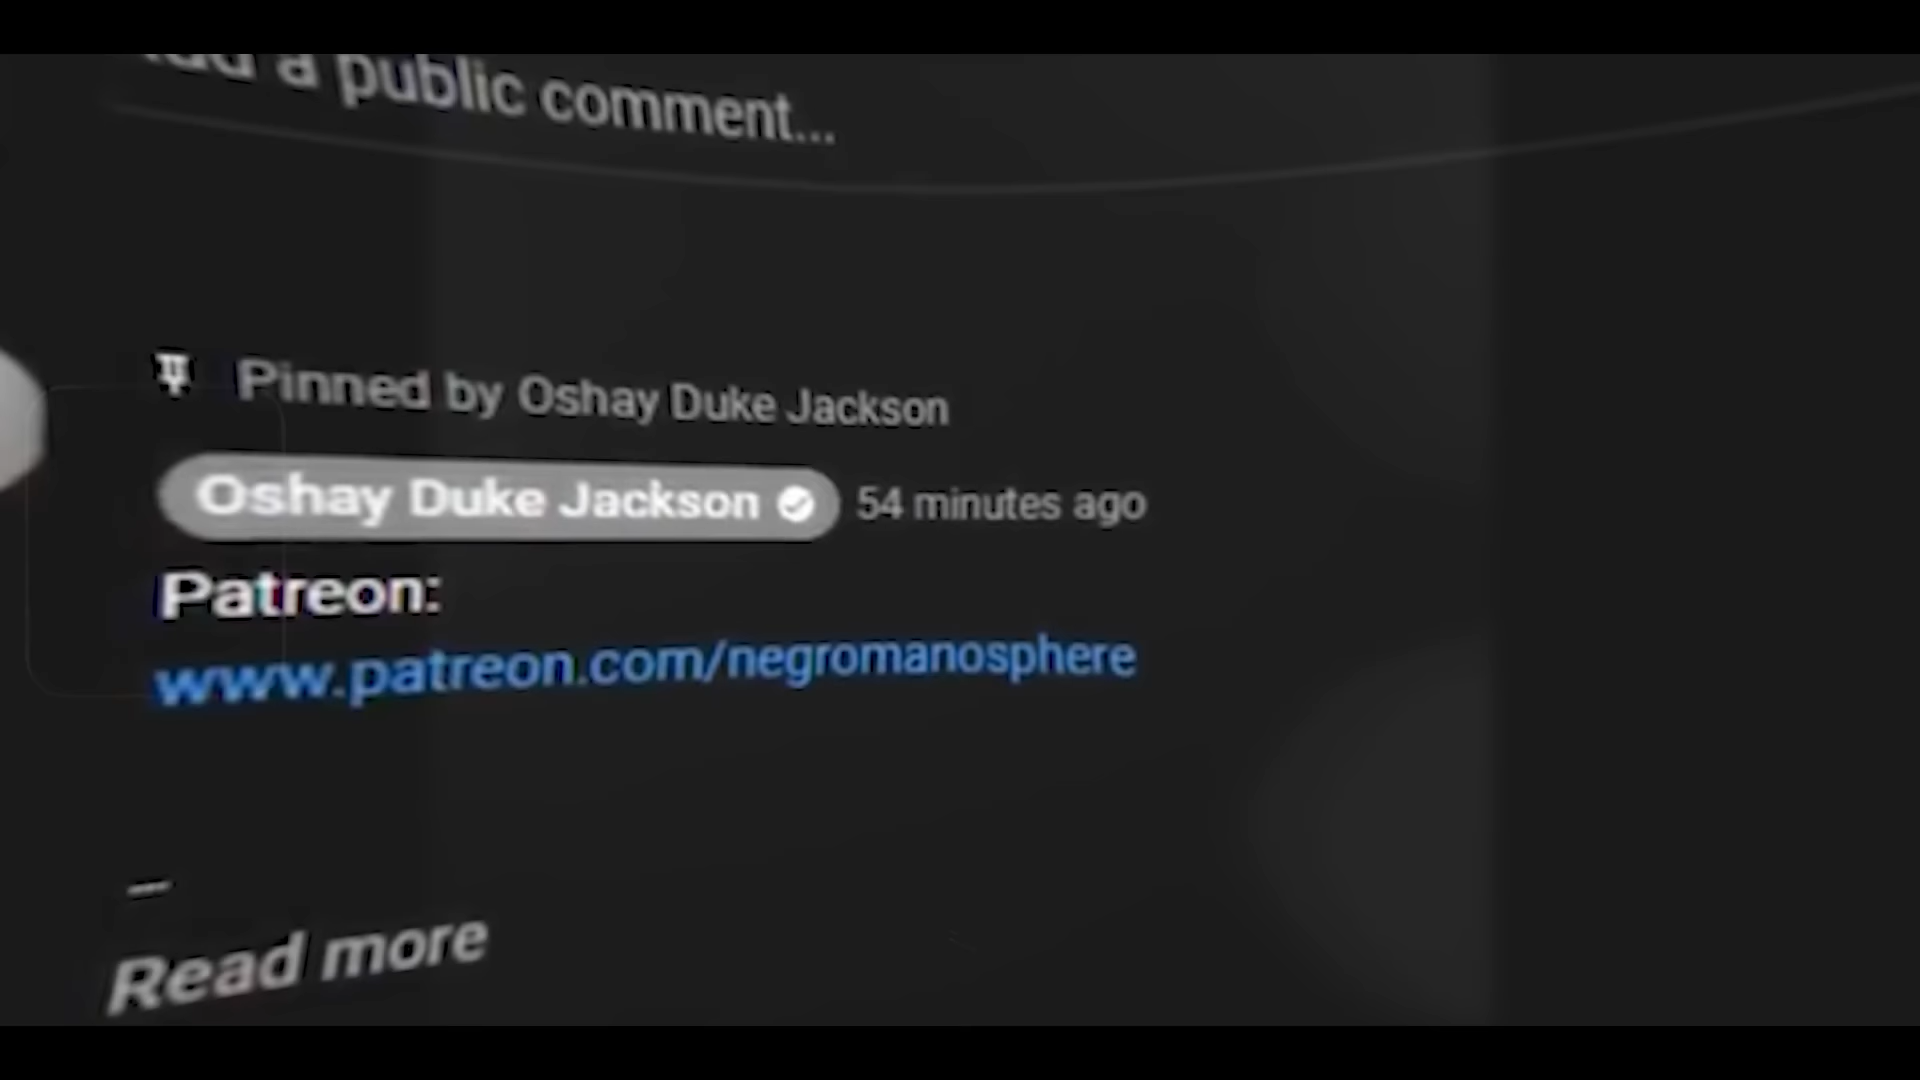 Add a public comment...
Pinned by Oshay Duke Jackson
Oshay Duke Jackson 54 minutes ago
Patreon:
www.patreon.com/negromanosphere
—
Read more